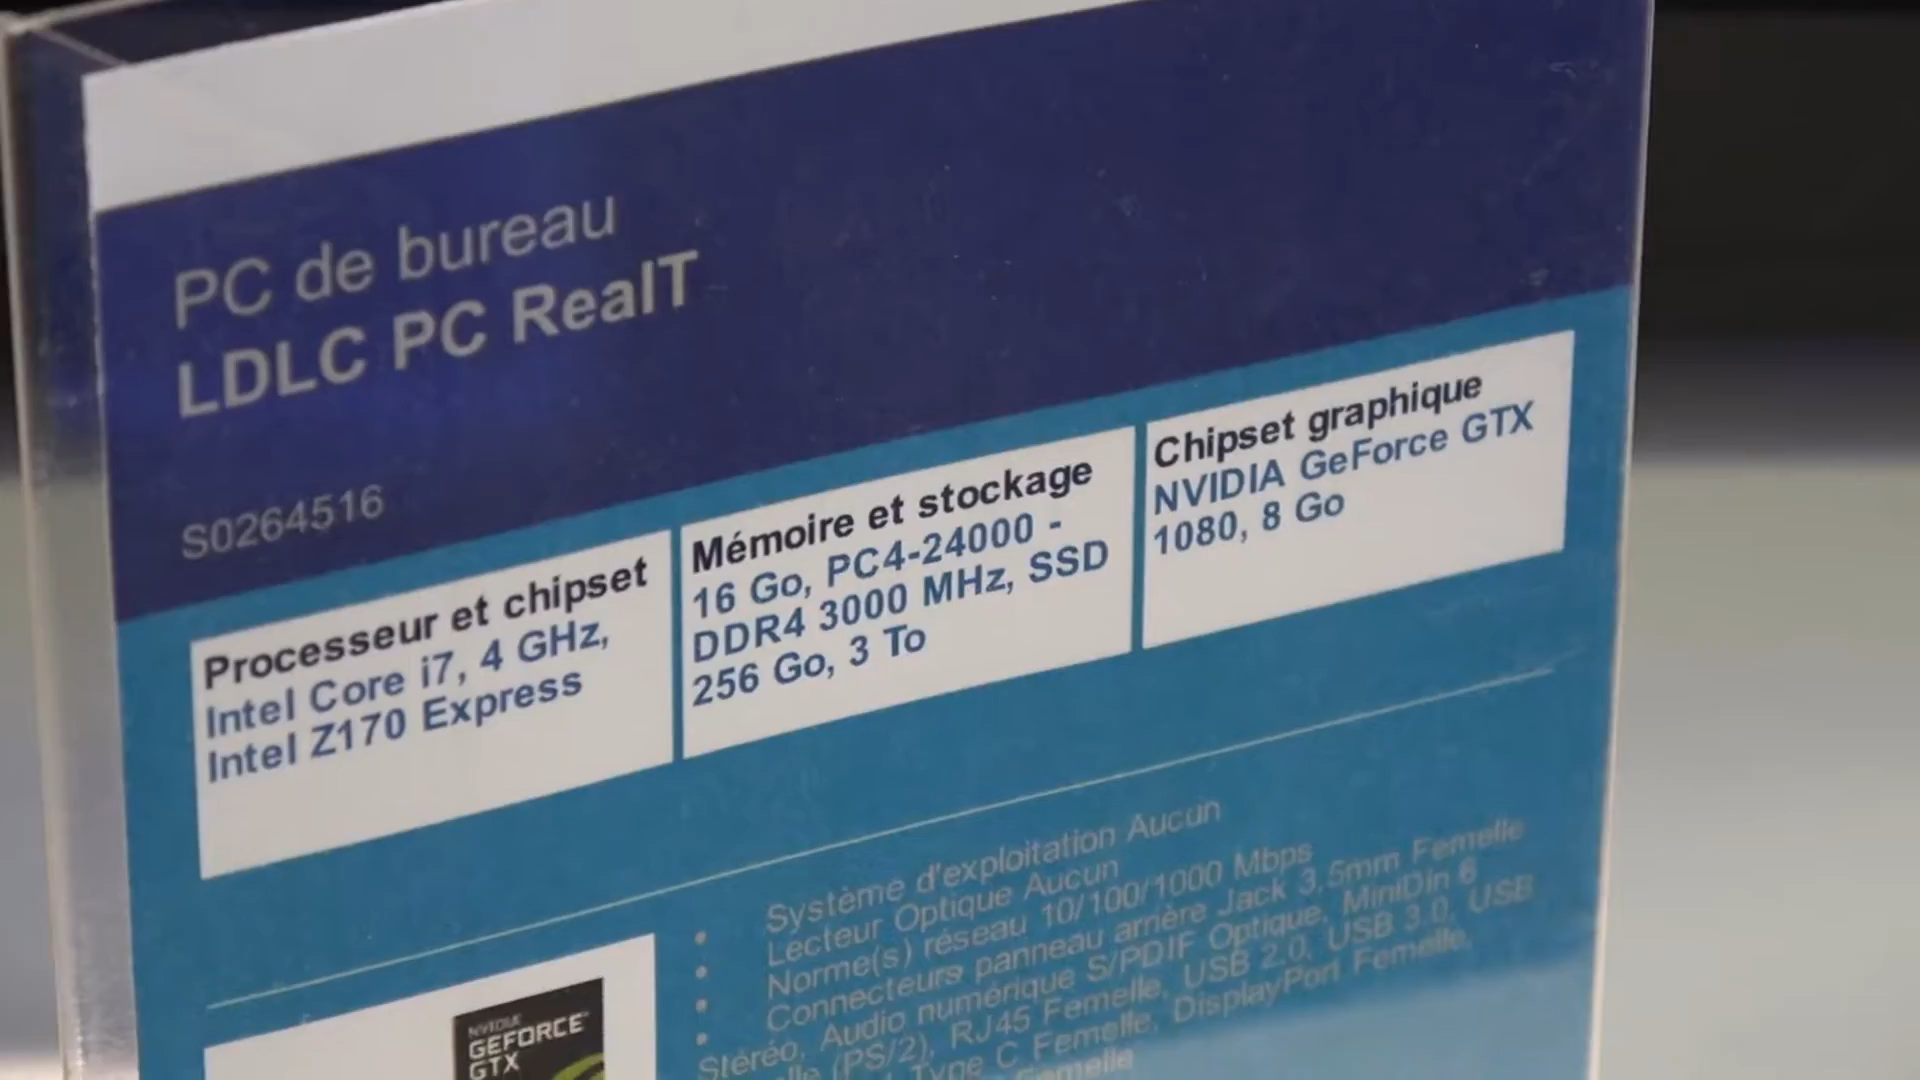 PC de bureau
LDLC PC RealT
S0264516
Processeur et chipset
Intel Core i7, 4 GHz,
Intel Z170 Express
Mémoire et stockage
16 Go, PC4-24000 -
DDR4 3000 MHz, SSD
256 Go, 3 To
Chipset graphique
NVIDIA GeForce GTX
1080, 8 Go
Système d'exploitation Aucun
Lecteur Optique Aucun
Norme(s) réseau 10/100/1000 Mbps
Connecteurs panneau arrière Jack 3,5mm Femelle
Stéréo, Audio numérique S/PDIF Optique, MiniDin 6
(PS/2), RJ45 Femelle, USB 2.0, USB 3.0, USB
Type C Femelle, DisplayPort Femelle,
NVIDIA
GEFORCE
GTX